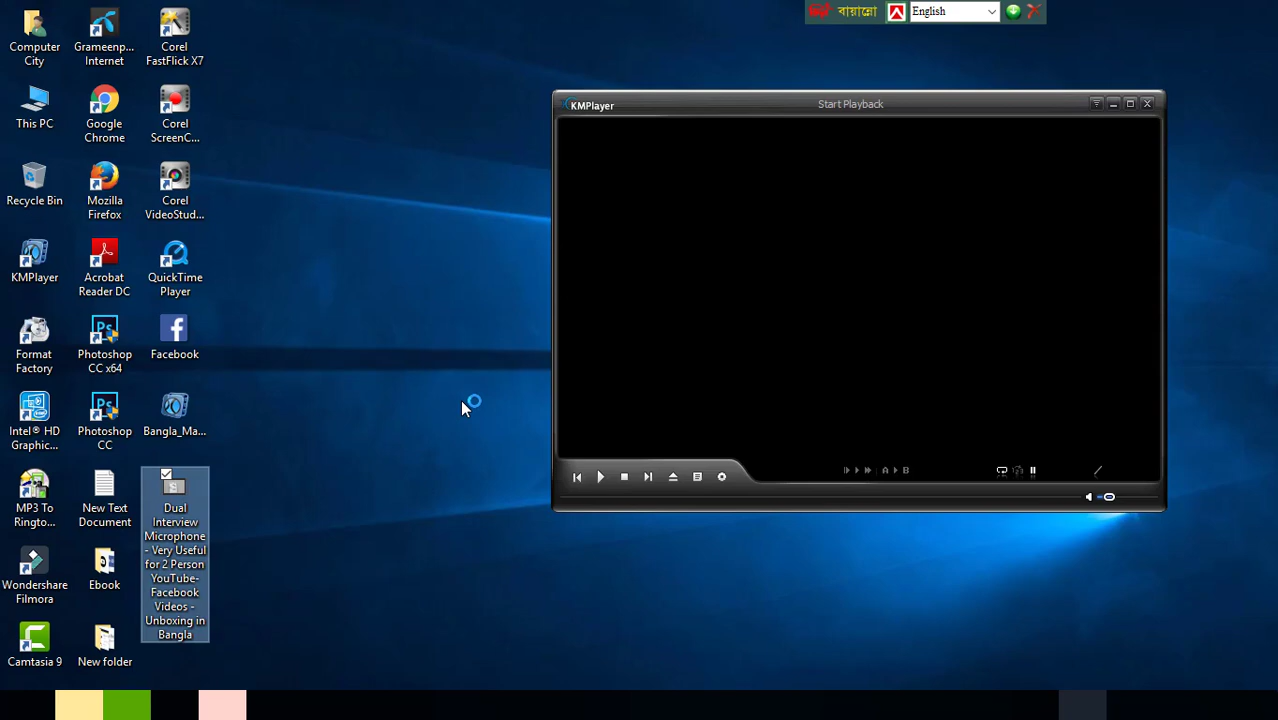 বায়ান্নো
English
Computer
City
Grameenp...
Internet
Corel
FastFlick X7
This PC
Google
Chrome
Corel
ScreenC...
Recycle Bin
Mozilla
Firefox
Corel
VideoStud...
KMPlayer
Acrobat
Reader DC
QuickTime
Player
Format
Factory
Ps
Photoshop
CC x64
Facebook
intel
Intel® HD
Graphic...
Ps
Photoshop
CC
Bangla_Ma...
MP3 To
Ringto...
New Text
Document
S
Dual
Interview
Microphone
- Very Useful
for 2 Person
YouTube-
Facebook
Videos -
Unboxing in
Bangla
Wondershare
Filmora
Ebook
Camtasia 9
New folder
KMPlayer
Start Playback
A
B